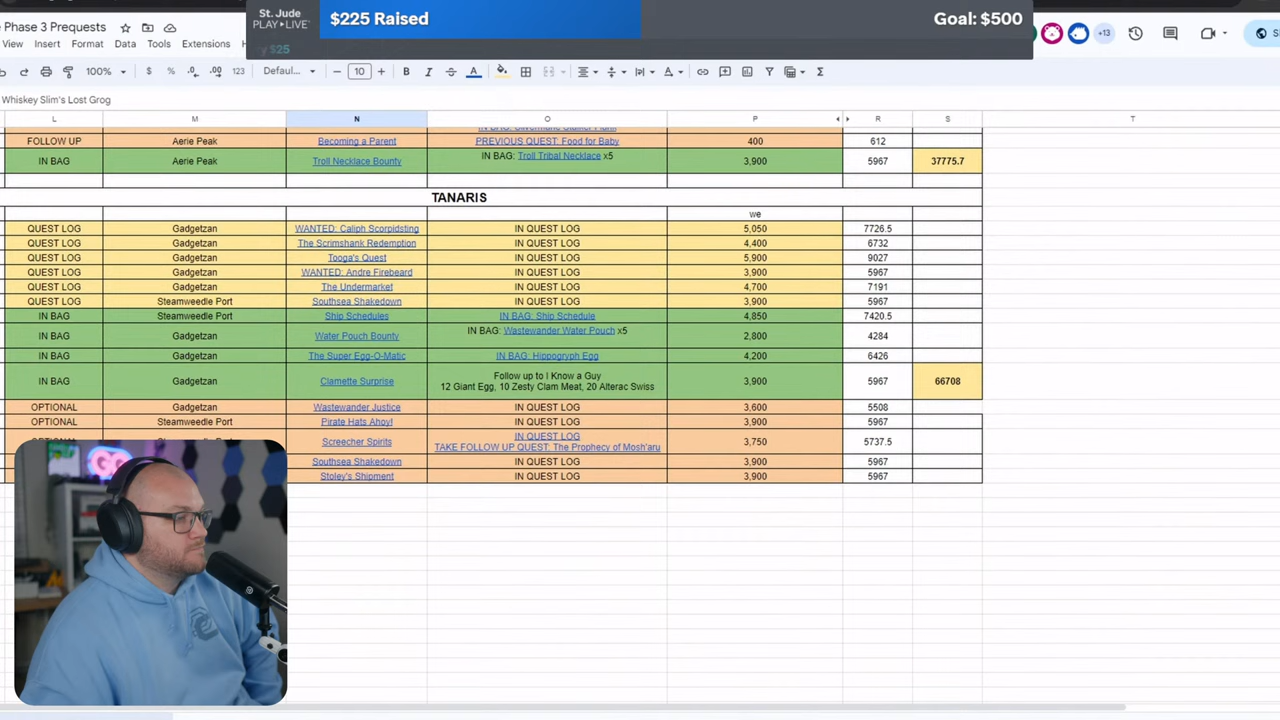 St. Jude
PLAY LIVE
$225 Raised
Goal: $500
$25
Phase 3 Prequests
+13
View Insert Format Data Tools Extensions
100% $ % .0 .00 123 Defaul... 10 B I A
Whiskey Slim's Lost Grog
L M N O P R S T
FOLLOW UP Aerie Peak Becoming a Parent PREVIOUS QUEST: Food for Baby 400 612
IN BAG Aerie Peak Troll Necklace Bounty IN BAG: Troll Tribal Necklace x5 3,900 5967 37775.7
TANARIS
we
QUEST LOG Gadgetzan WANTED: Caliph Scorpidsting IN QUEST LOG 5,050 7726.5
QUEST LOG Gadgetzan The Scrimshank Redemption IN QUEST LOG 4,400 6732
QUEST LOG Gadgetzan Tooga's Quest IN QUEST LOG 5,900 9027
QUEST LOG Gadgetzan WANTED: Andre Firebeard IN QUEST LOG 3,900 5967
QUEST LOG Gadgetzan The Undermarket IN QUEST LOG 4,700 7191
QUEST LOG Steamweedle Port Southsea Shakedown IN QUEST LOG 3,900 5967
IN BAG Steamweedle Port Ship Schedules IN BAG: Ship Schedule 4,850 7420.5
IN BAG Gadgetzan Water Pouch Bounty IN BAG: Wastewander Water Pouch x5 2,800 4284
IN BAG Gadgetzan The Super Egg-O-Matic IN BAG: Hippogryph Egg 4,200 6426
IN BAG Gadgetzan Clamette Surprise Follow up to I Know a Guy 3,900 5967 66708
12 Giant Egg, 10 Zesty Clam Meat, 20 Alterac Swiss
OPTIONAL Gadgetzan Wastewander Justice IN QUEST LOG 3,600 5508
OPTIONAL Steamweedle Port Pirate Hats Ahoy! IN QUEST LOG 3,900 5967
Screecher Spirits IN QUEST LOG 3,750 5737.5
TAKE FOLLOW UP QUEST: The Prophecy of Mosh'aru
Southsea Shakedown IN QUEST LOG 3,900 5967
Stoley's Shipment IN QUEST LOG 3,900 5967